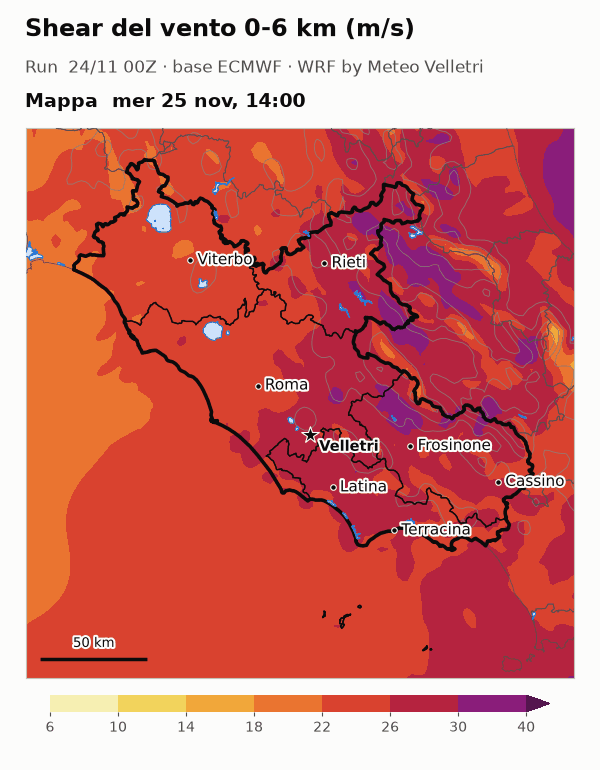 Shear del vento 0-6 km (m/s)
Run  24/11 00Z · base ECMWF · WRF by Meteo Velletri
Mappa  mer 25 nov, 14:00
Viterbo
Rieti
Roma
Velletri
Frosinone
Latina
Cassino
Terracina
50 km
6 10 14 18 22 26 30 40